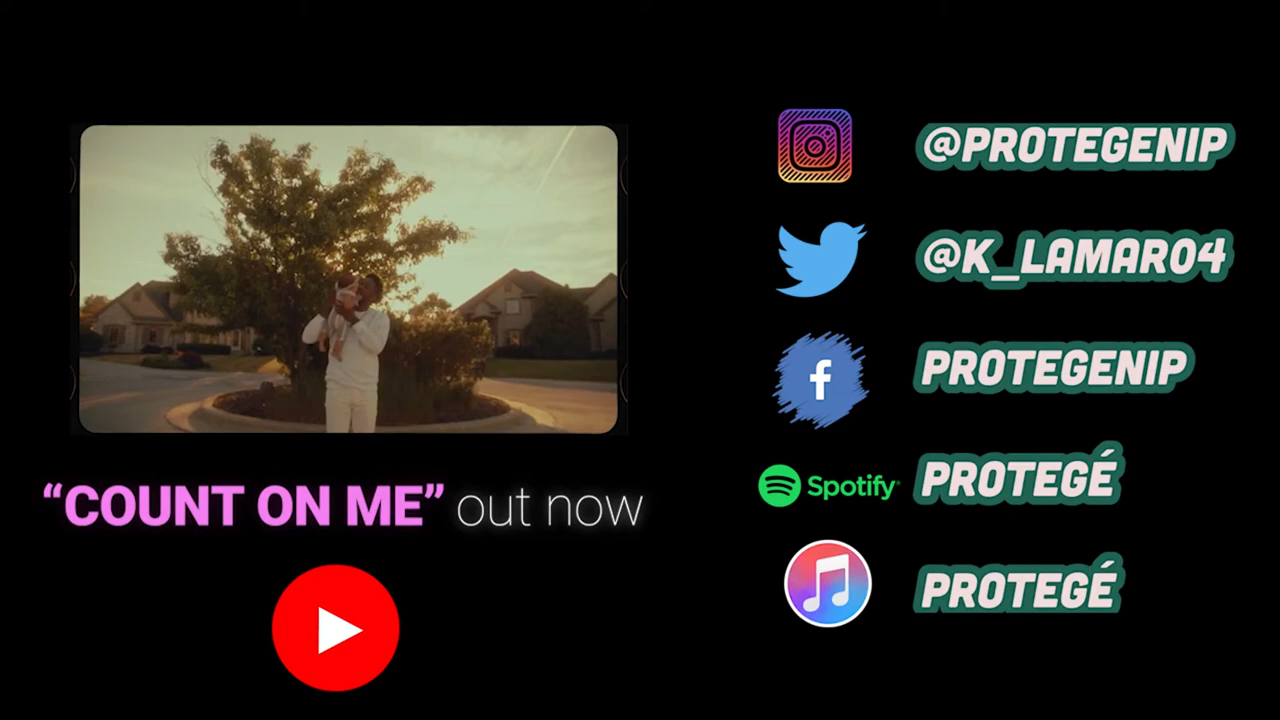 “COUNT ON ME” out now
@PROTEGENIP
@K_LAMAR04
PROTEGENIP
Spotify
PROTEGÉ
PROTEGÉ